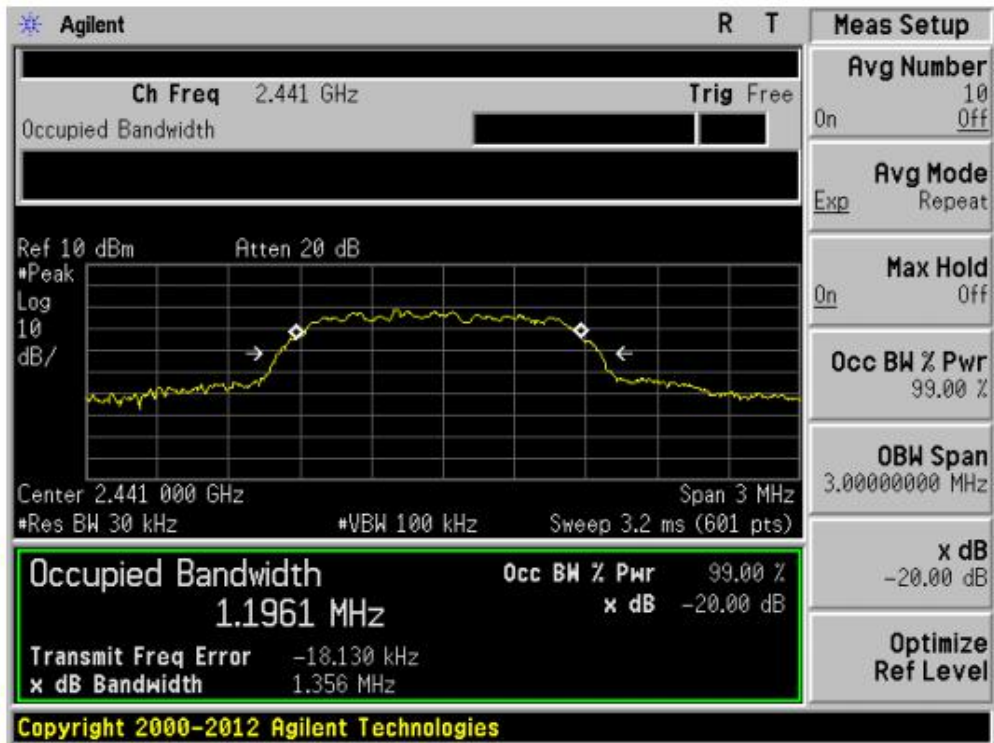 Agilent R T
Ch Freq 2.441 GHz Trig Free
Occupied Bandwidth
Ref 10 dBm Atten 20 dB
#Peak
Log
10
dB/
Center 2.441 000 GHz Span 3 MHz
#Res BW 30 kHz #VBW 100 kHz Sweep 3.2 ms (601 pts)
Occupied Bandwidth
1.1961 MHz
Occ BW % Pwr 99.00 %
x dB -20.00 dB
Transmit Freq Error -18.130 kHz
x dB Bandwidth 1.356 MHz
Copyright 2000-2012 Agilent Technologies
Meas Setup
Avg Number
10
On Off
Avg Mode
Exp Repeat
Max Hold
On Off
Occ BW % Pwr
99.00 %
OBW Span
3.00000000 MHz
x dB
-20.00 dB
Optimize
Ref Level